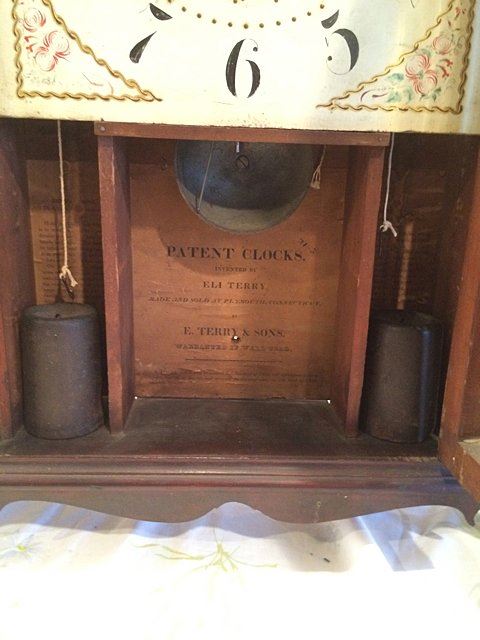 7 6 5
PATENT CLOCKS,
INVENTED BY
ELI TERRY,
MADE AND SOLD AT PLYMOUTH, CONNECTICUT,
BY
E. TERRY & SONS.
WARRANTED IF WELL USED.